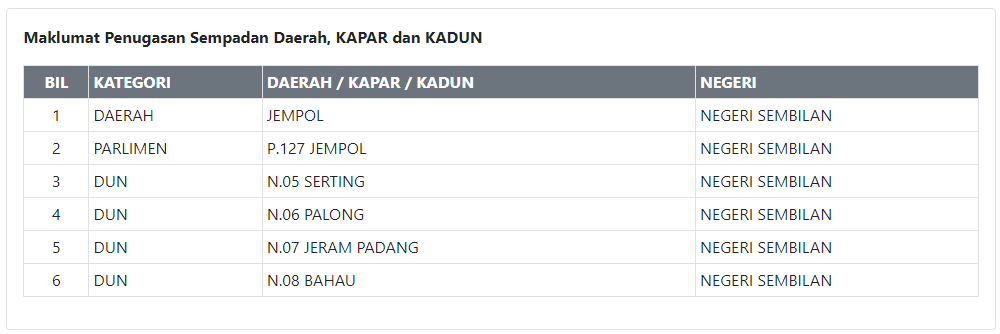 Maklumat Penugasan Sempadan Daerah, KAPAR dan KADUN
BIL KATEGORI DAERAH / KAPAR / KADUN NEGERI
1 DAERAH JEMPOL NEGERI SEMBILAN
2 PARLIMEN P.127 JEMPOL NEGERI SEMBILAN
3 DUN N.05 SERTING NEGERI SEMBILAN
4 DUN N.06 PALONG NEGERI SEMBILAN
5 DUN N.07 JERAM PADANG NEGERI SEMBILAN
6 DUN N.08 BAHAU NEGERI SEMBILAN